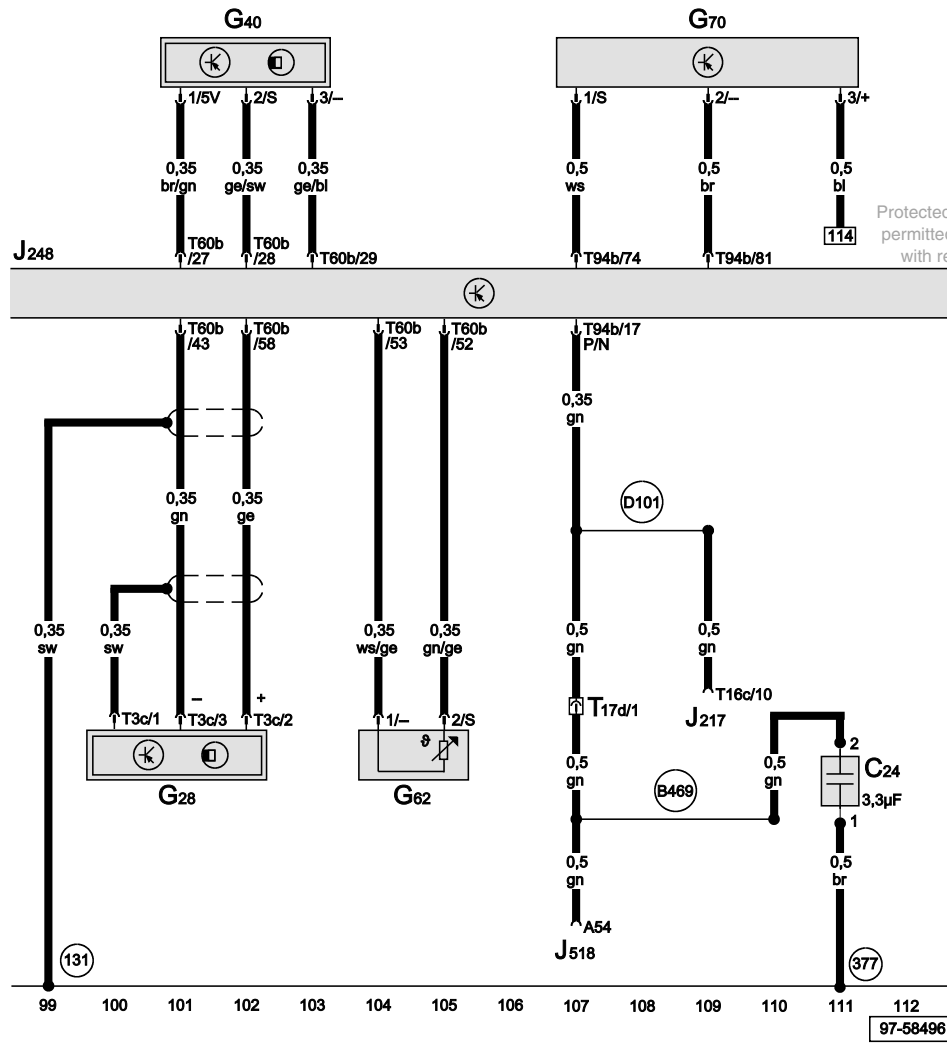 G40
G70
1/5V
2/S
3/–
1/S
2/–
3/+
0,35
br/gn
0,35
ge/sw
0,35
ge/bl
0,5
ws
0,5
br
0,5
bl
114
Protected
permitted
with re
J248
T60b
/27
T60b
/28
T60b/29
T94b/74
T94b/81
T60b
/43
T60b
/58
T60b
/53
T60b
/52
T94b/17
P/N
0,35
gn
0,35
gn
0,35
ge
D101
0,35
sw
0,35
sw
0,35
ws/ge
0,35
gn/ge
0,5
gn
0,5
gn
–
+
T3c/1
T3c/3
T3c/2
1/–
2/S
T17d/1
T16c/10
J217
ϑ
G28
G62
0,5
gn
B469
0,5
gn
2
C24
3,3µF
1
0,5
gn
0,5
br
A54
J518
131
377
99 100 101 102 103 104 105 106 107 108 109 110 111 112
97-58496